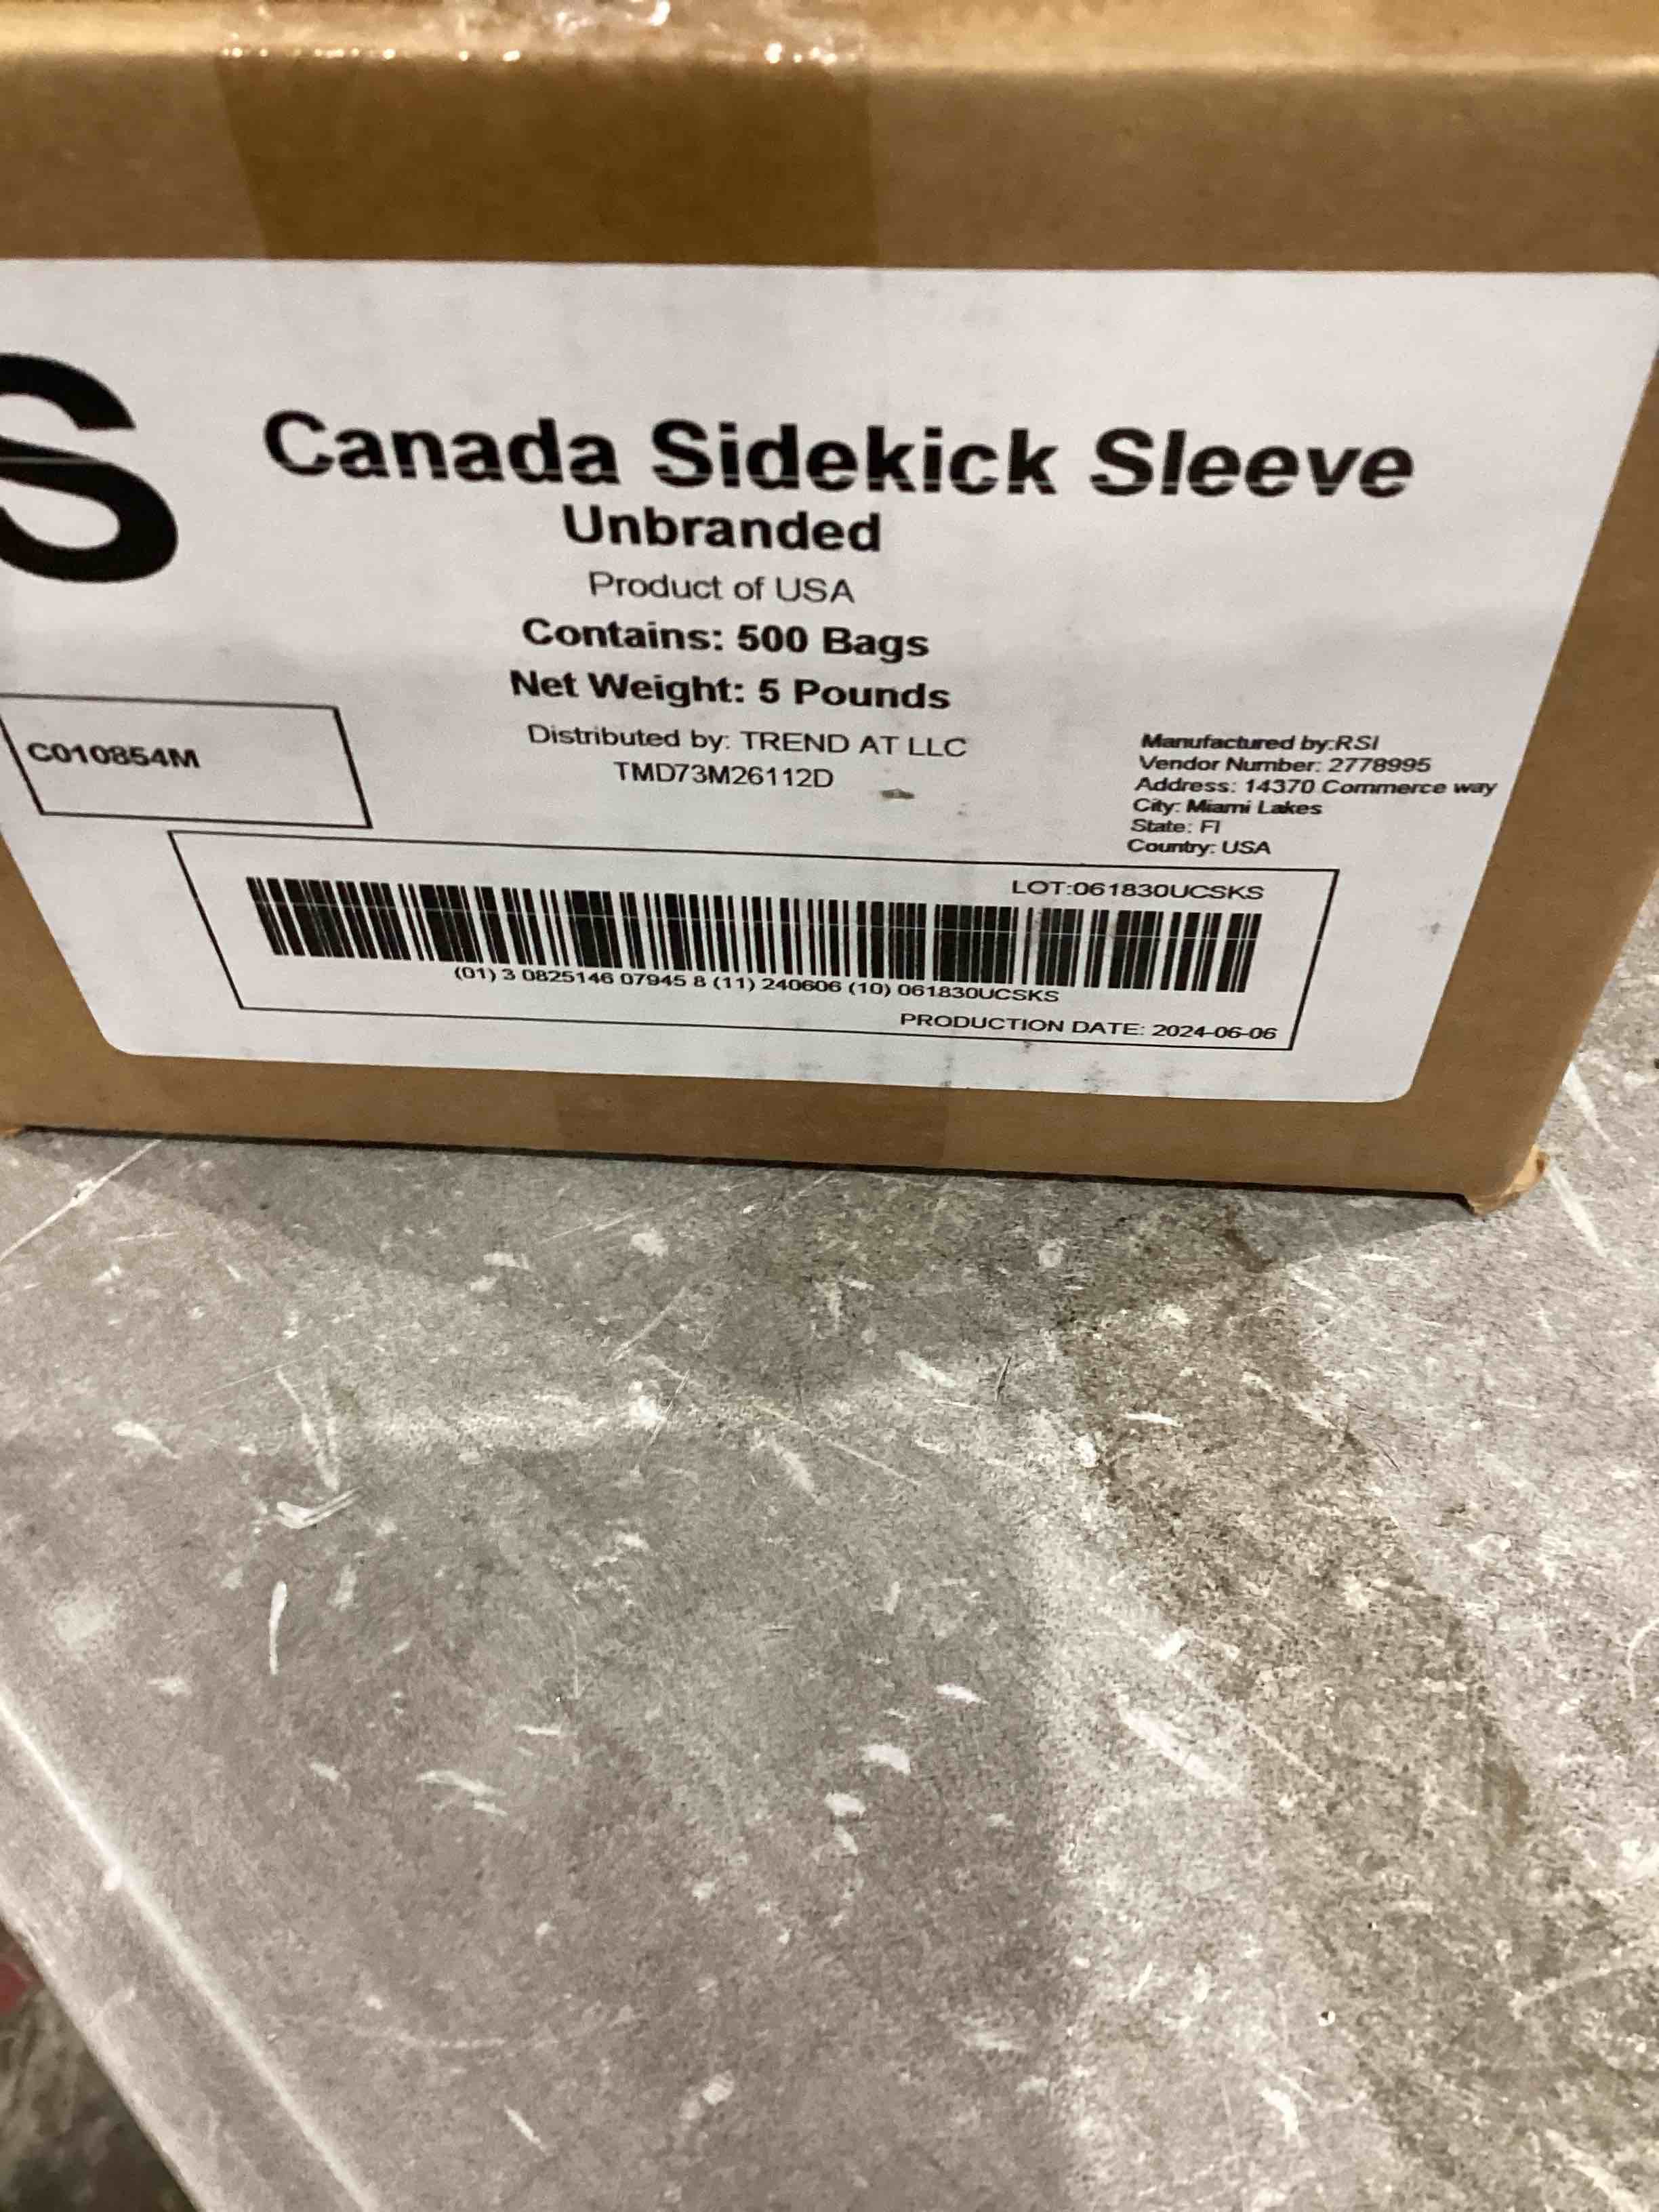 S
Canada Sidekick Sleeve
Unbranded
Product of USA
Contains: 500 Bags
Net Weight: 5 Pounds
Distributed by: TREND AT LLC
TMD73M26112D
C010854M
Manufactured by:RSI
Vendor Number: 2778995
Address: 14370 Commerce way
City: Miami Lakes
State: Fl
Country: USA
LOT:061830UCSKS
(01) 3 0825146 07945 8 (11) 240606 (10) 061830UCSKS
PRODUCTION DATE: 2024-06-06